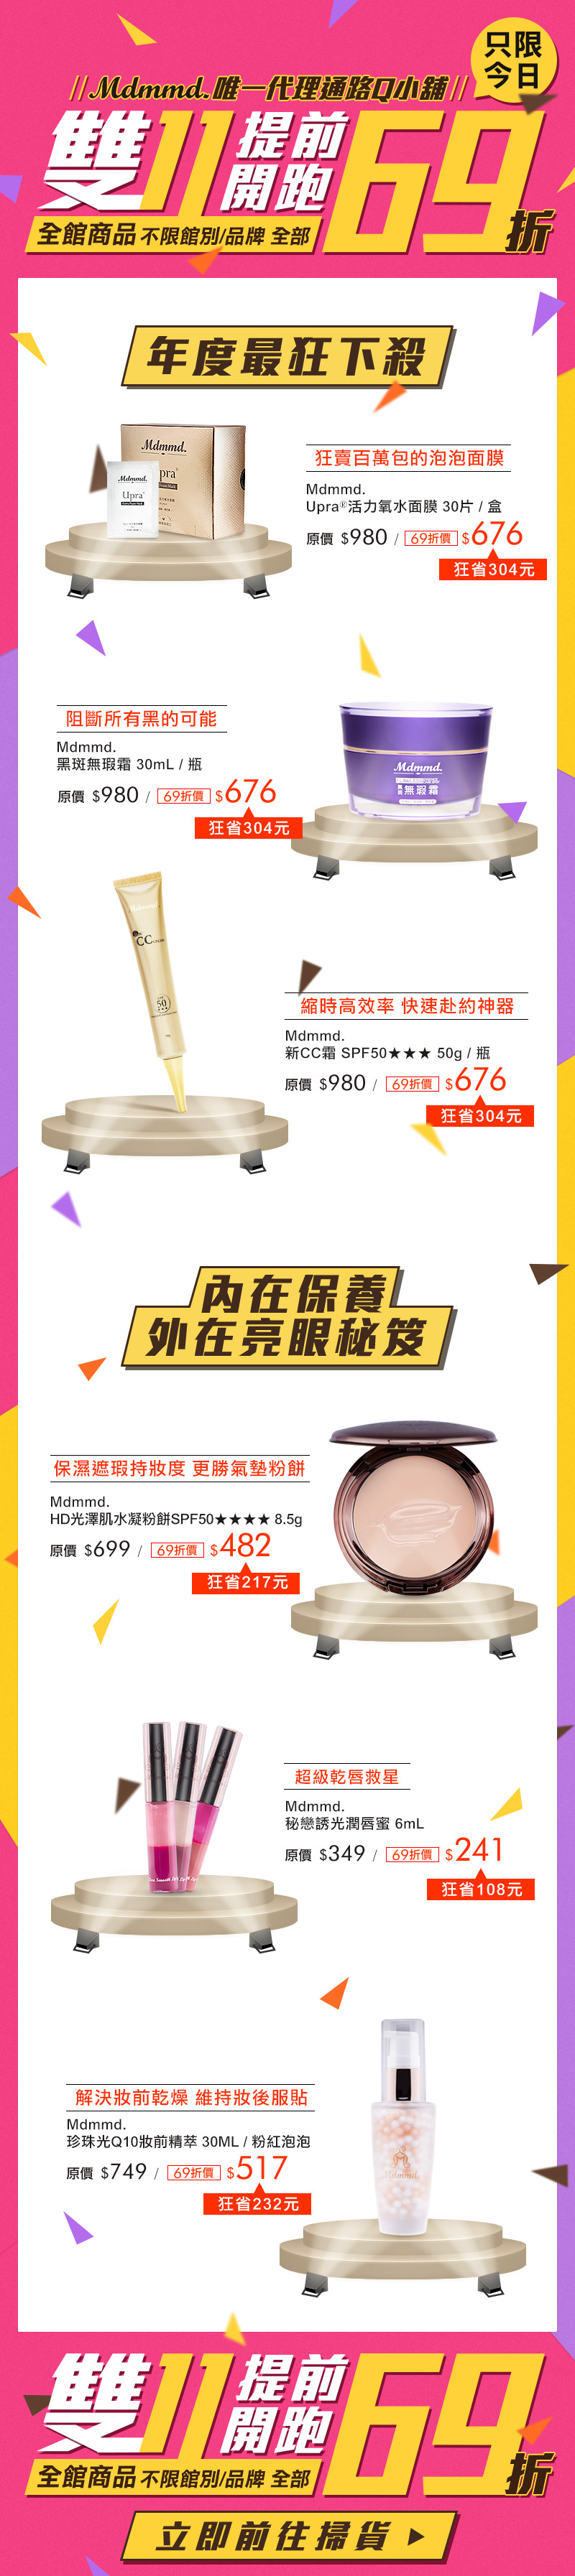 只限
今日
//Mdmmd.唯一代理通路Q小舖//
雙11提前開跑69折
全館商品 不限館別/品牌 全部
年度最狂下殺
Mdmmd.
Mdmmd.
Upra
狂賣百萬包的泡泡面膜
Mdmmd.
Upra®活力氧水面膜 30片 / 盒
原價 $980 / 69折價 $676
狂省304元
阻斷所有黑的可能
Mdmmd.
黑斑無瑕霜 30mL / 瓶
原價 $980 / 69折價 $676
狂省304元
Mdmmd.
無瑕霜
CC
50
縮時高效率 快速赴約神器
Mdmmd.
新CC霜 SPF50★★★ 50g / 瓶
原價 $980 / 69折價 $676
狂省304元
內在保養
外在亮眼秘笈
保濕遮瑕持妝度 更勝氣墊粉餅
Mdmmd.
HD光澤肌水凝粉餅SPF50★★★★ 8.5g
原價 $699 / 69折價 $482
狂省217元
超級乾唇救星
Mdmmd.
秘戀誘光潤唇蜜 6mL
原價 $349 / 69折價 $241
狂省108元
解決妝前乾燥 維持妝後服貼
Mdmmd.
珍珠光Q10妝前精萃 30ML / 粉紅泡泡
原價 $749 / 69折價 $517
狂省232元
Mdmmd.
雙11提前開跑69折
全館商品 不限館別/品牌 全部
立即前往掃貨 ▶